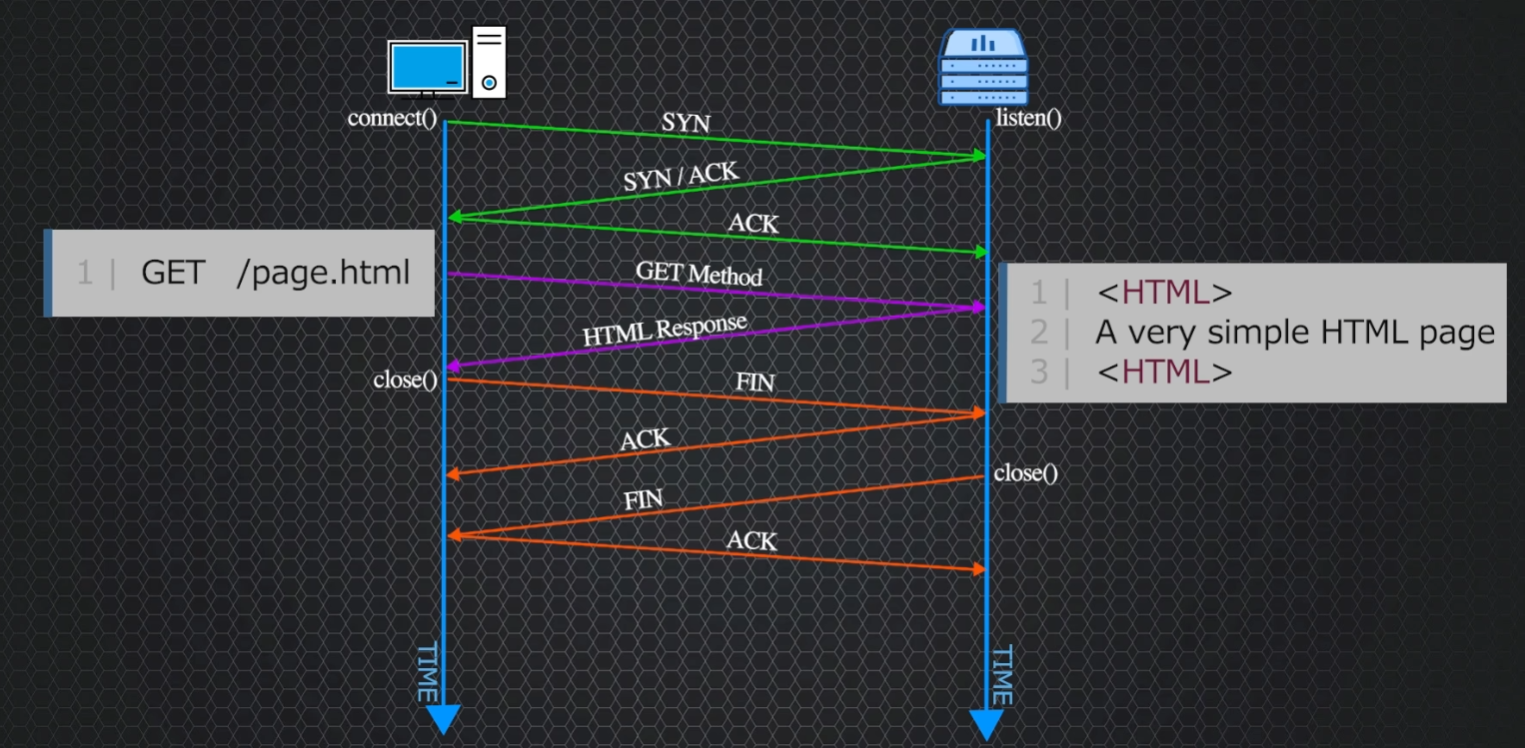 connect()
listen()
SYN
SYN / ACK
ACK
1 | GET /page.html
GET Method
HTML Response
1 | <HTML>
2 | A very simple HTML page
3 | <HTML>
close()
FIN
ACK
close()
FIN
ACK
TIME
TIME